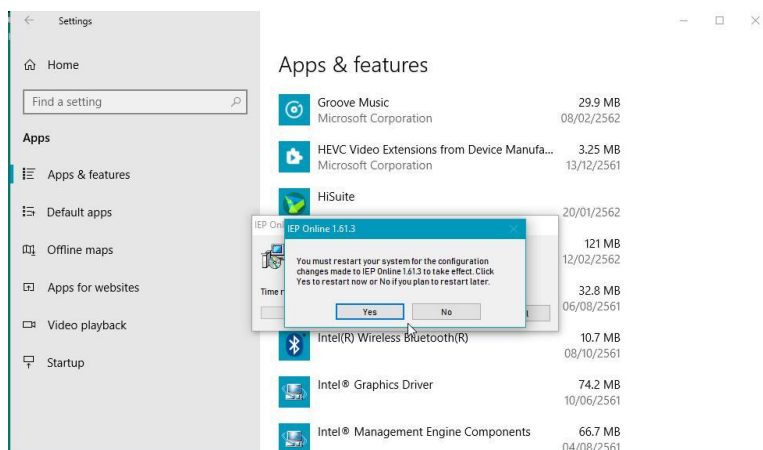 Settings
Home
Find a setting
Apps
Apps & features
Default apps
Offline maps
Apps for websites
Video playback
Startup
Apps & features
Groove Music 29.9 MB
Microsoft Corporation 08/02/2562
HEVC Video Extensions from Device Manufa... 3.25 MB
Microsoft Corporation 13/12/2561
HiSuite
20/01/2562
IEP Onl
IEP Online 1.61.3
You must restart your system for the configuration
changes made to IEP Online 1.61.3 to take effect. Click
Yes to restart now or No if you plan to restart later.
Yes No
Time r
121 MB
12/02/2562
32.8 MB
06/08/2561
Intel(R) Wireless Bluetooth(R) 10.7 MB
08/10/2561
Intel® Graphics Driver 74.2 MB
10/06/2561
Intel® Management Engine Components 66.7 MB
04/08/2561